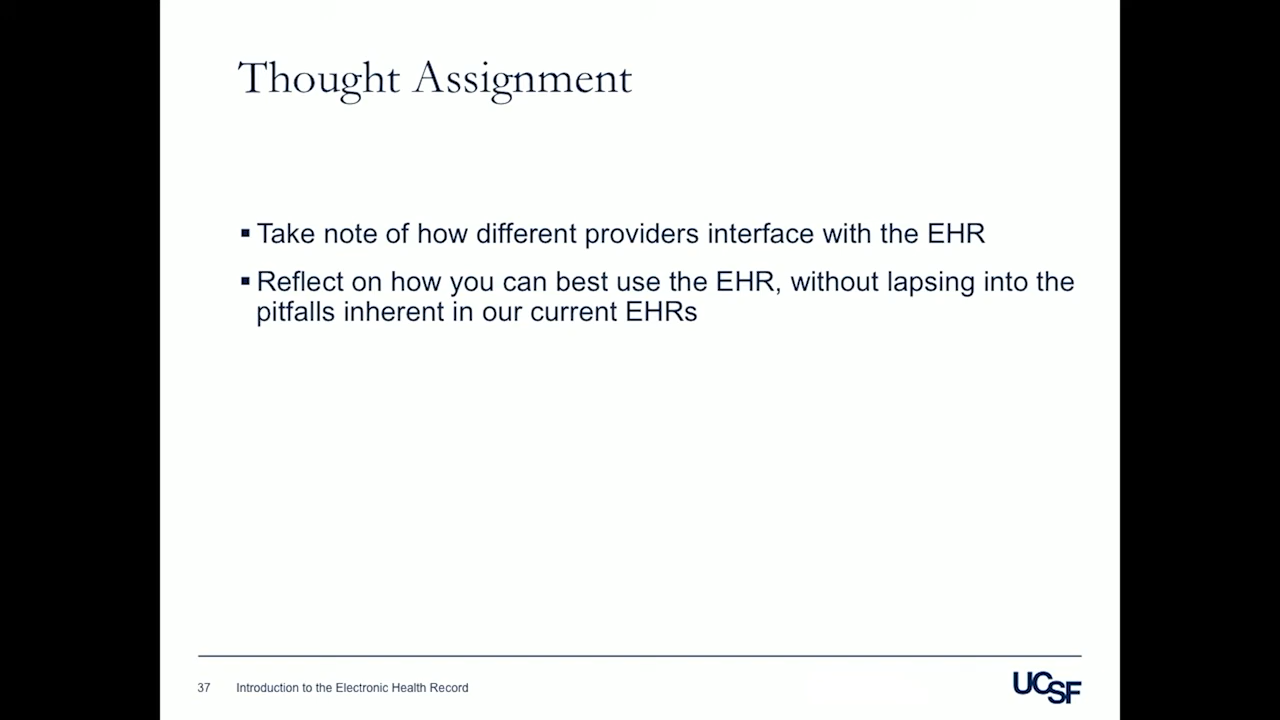 Thought Assignment
▪ Take note of how different providers interface with the EHR
▪ Reflect on how you can best use the EHR, without lapsing into the
pitfalls inherent in our current EHRs
37 Introduction to the Electronic Health Record
UCSF